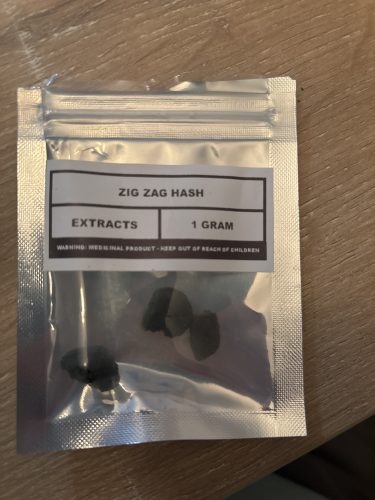 ZIG ZAG HASH
EXTRACTS
1 GRAM
WARNING: MEDICINAL PRODUCT - KEEP OUT OF REACH OF CHILDREN